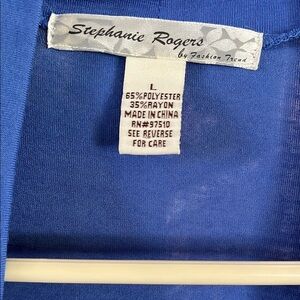 Stephanie Rogers
by Fashion Trend
L
65%POLYESTER
35%RAYON
MADE IN CHINA
RN#97510
SEE REVERSE
FOR CARE